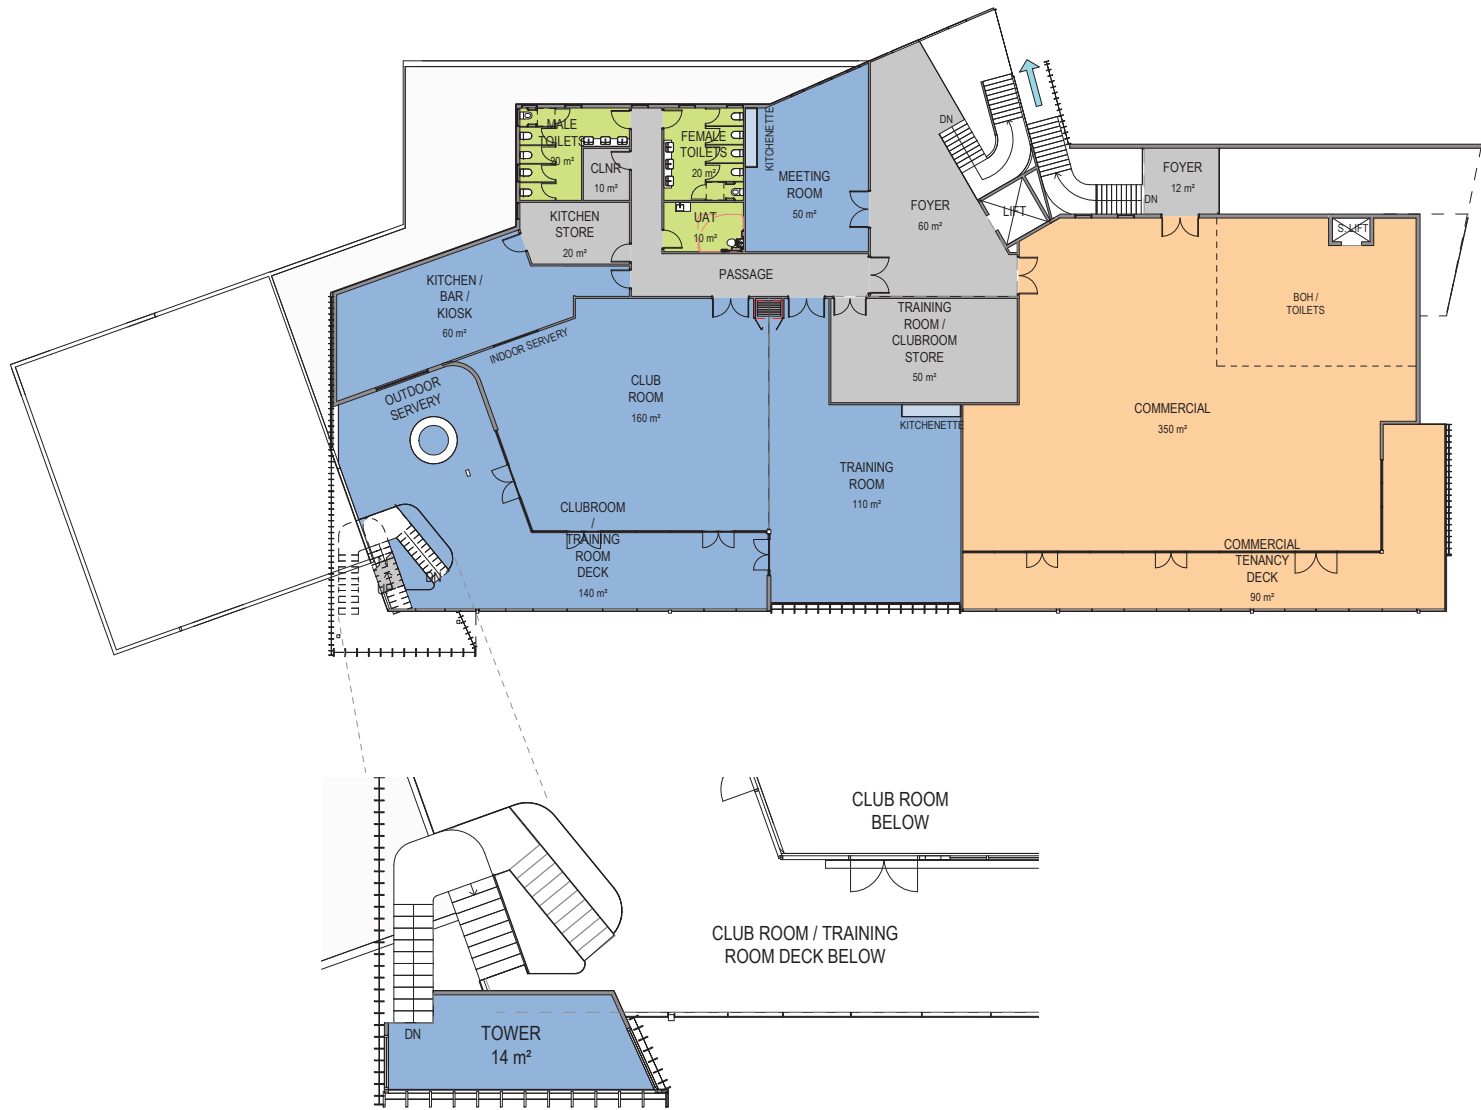 MALE
TOILETS
20 m²
CLNR
10 m²
FEMALE
TOILETS
20 m²
KITCHENETTE
MEETING
ROOM
50 m²
DN
FOYER
60 m²
LIFT
FOYER
12 m²
DN
S. LIFT
KITCHEN
STORE
20 m²
UAT
10 m²
PASSAGE
KITCHEN /
BAR /
KIOSK
60 m²
INDOOR SERVERY
OUTDOOR
SERVERY
TRAINING
ROOM /
CLUBROOM
STORE
50 m²
KITCHENETTE
BOH /
TOILETS
CLUB
ROOM
160 m²
COMMERCIAL
350 m²
TRAINING
ROOM
110 m²
CLUBROOM
/
TRAINING
ROOM
DECK
140 m²
DN
COMMERCIAL
TENANCY
DECK
90 m²
CLUB ROOM
BELOW
CLUB ROOM / TRAINING
ROOM DECK BELOW
DN
TOWER
14 m²